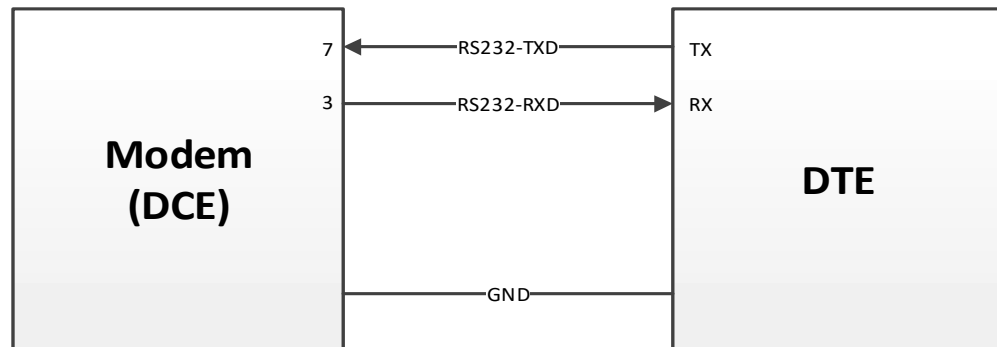 7 RS232-TXD TX
3 RS232-RXD RX
Modem
(DCE)
DTE
GND